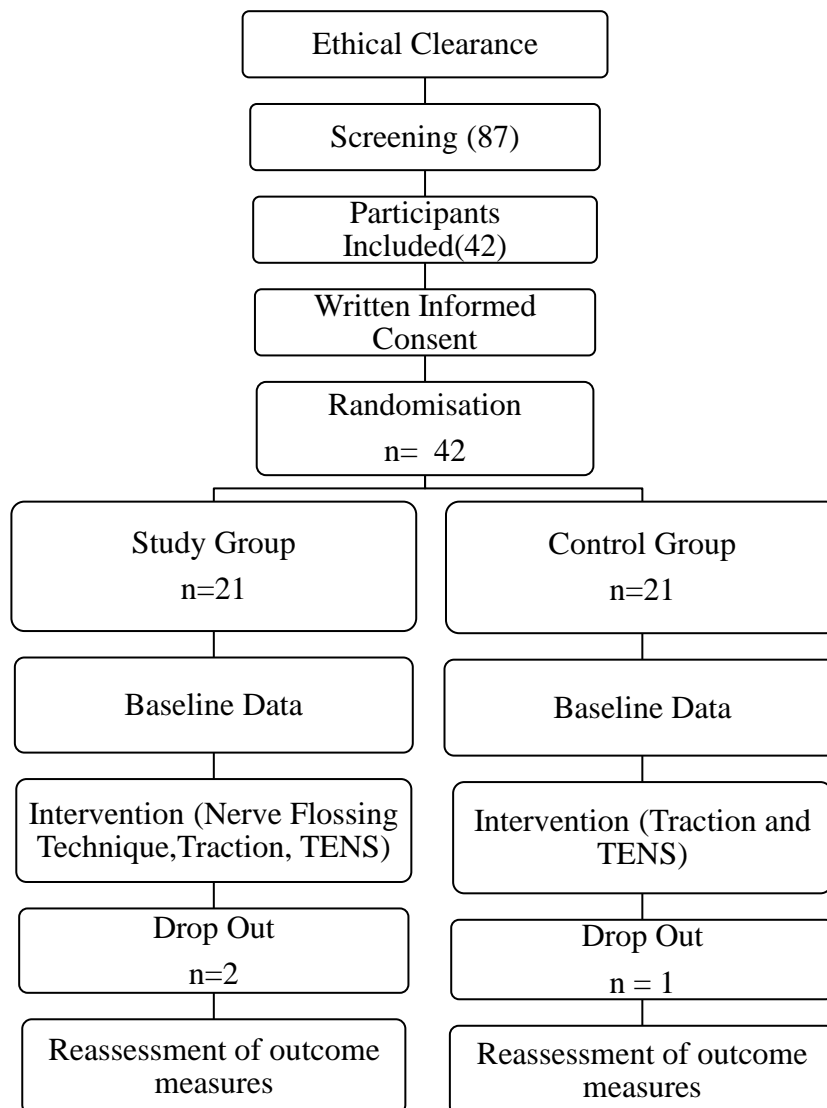 Ethical Clearance
Screening (87)
Participants
Included(42)
Written Informed
Consent
Randomisation
n= 42
Study Group
n=21
Control Group
n=21
Baseline Data
Baseline Data
Intervention (Nerve Flossing
Technique,Traction, TENS)
Intervention (Traction and
TENS)
Drop Out
n=2
Drop Out
n = 1
Reassessment of outcome
measures
Reassessment of outcome
measures